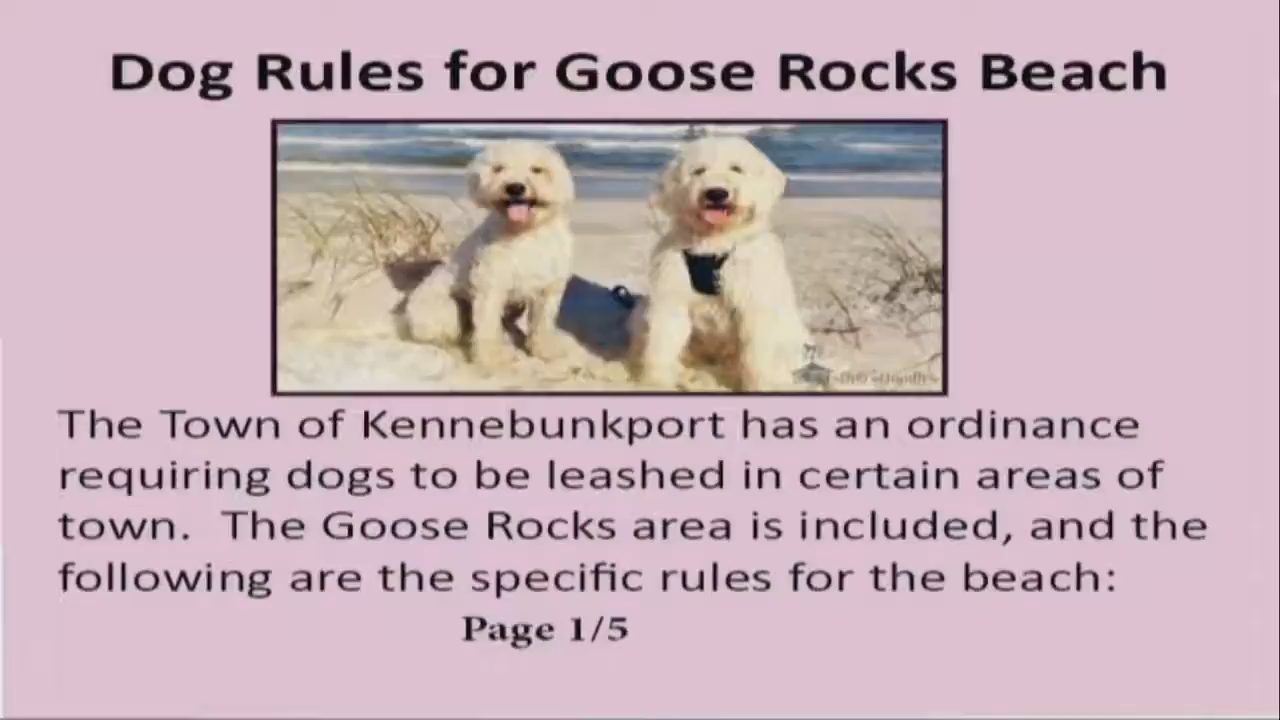 Dog Rules for Goose Rocks Beach
The Town of Kennebunkport has an ordinance
requiring dogs to be leashed in certain areas of
town. The Goose Rocks area is included, and the
following are the specific rules for the beach:
Page 1/5